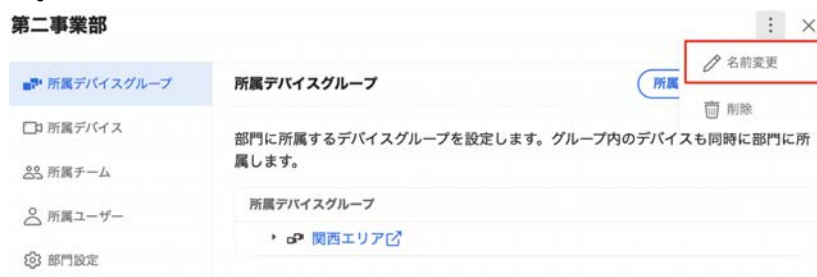 第二事業部
名前変更
削除
所属デバイスグループ
所属デバイス
所属チーム
所属ユーザー
部門設定
所属デバイスグループ
所属
部門に所属するデバイスグループを設定します。グループ内のデバイスも同時に部門に所
属します。
所属デバイスグループ
関西エリア